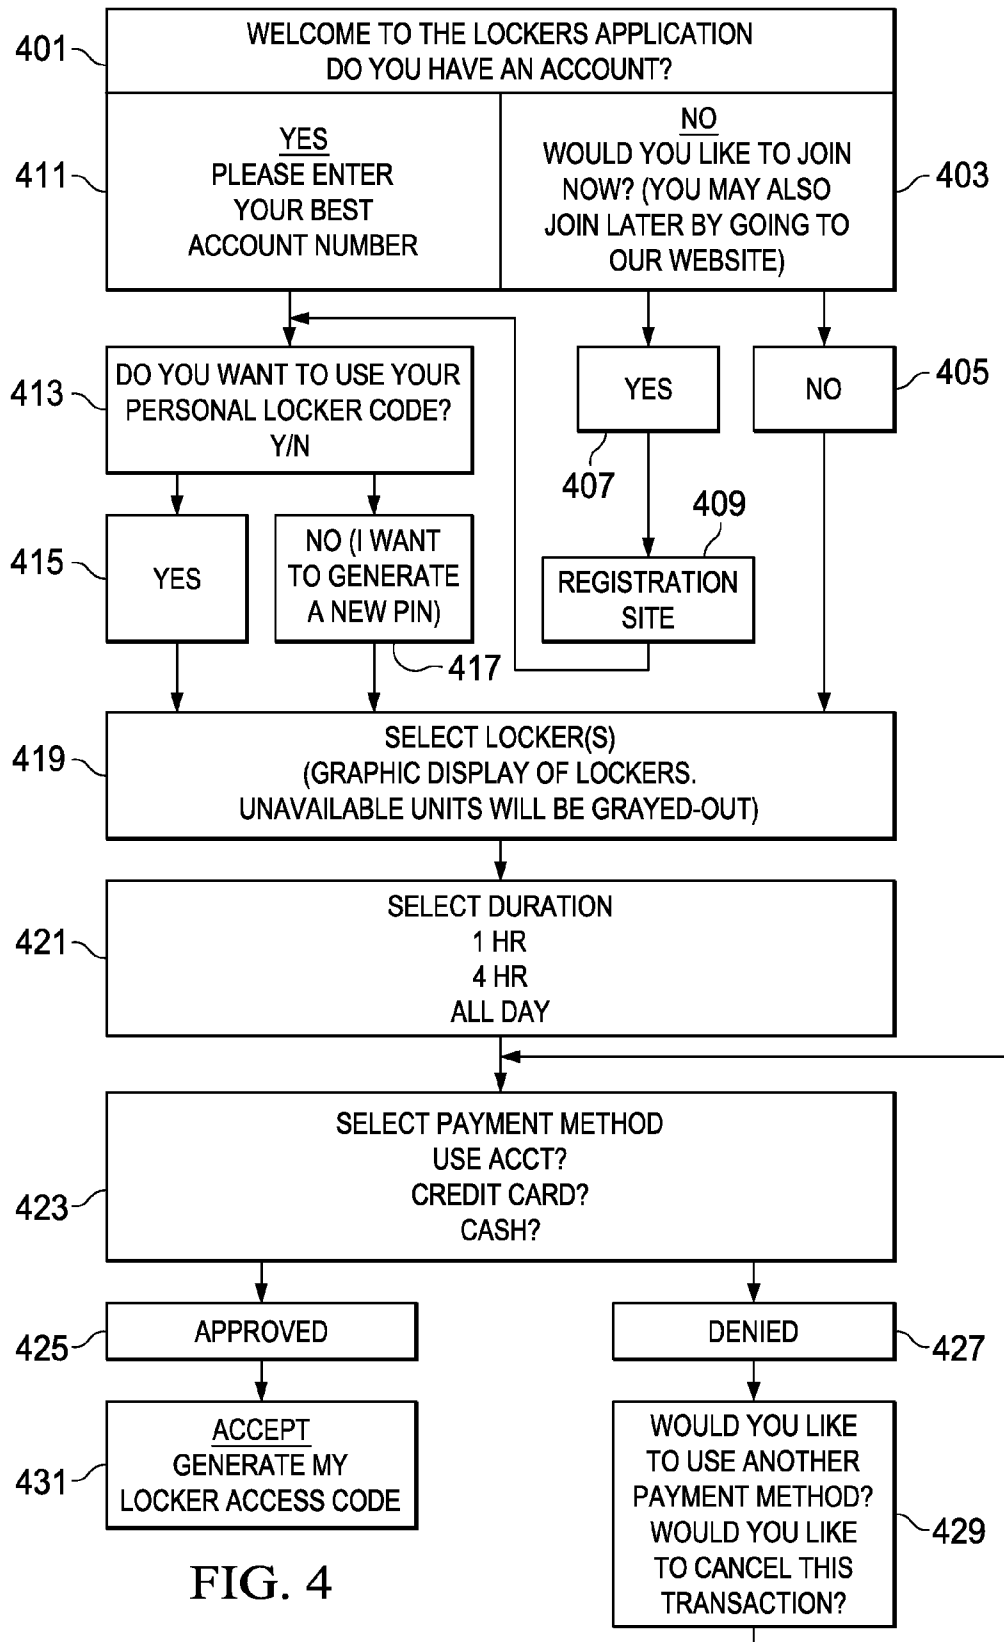 401
WELCOME TO THE LOCKERS APPLICATION
DO YOU HAVE AN ACCOUNT?
411
YES
PLEASE ENTER
YOUR BEST
ACCOUNT NUMBER
NO
WOULD YOU LIKE TO JOIN
NOW? (YOU MAY ALSO
JOIN LATER BY GOING TO
OUR WEBSITE)
403
413
DO YOU WANT TO USE YOUR
PERSONAL LOCKER CODE?
Y/N
YES
407
NO
405
415
YES
NO (I WANT
TO GENERATE
A NEW PIN)
417
409
REGISTRATION
SITE
419
SELECT LOCKER(S)
(GRAPHIC DISPLAY OF LOCKERS.
UNAVAILABLE UNITS WILL BE GRAYED-OUT)
421
SELECT DURATION
1 HR
4 HR
ALL DAY
423
SELECT PAYMENT METHOD
USE ACCT?
CREDIT CARD?
CASH?
425
APPROVED
DENIED
427
431
ACCEPT
GENERATE MY
LOCKER ACCESS CODE
WOULD YOU LIKE
TO USE ANOTHER
PAYMENT METHOD?
WOULD YOU LIKE
TO CANCEL THIS
TRANSACTION?
429
FIG. 4